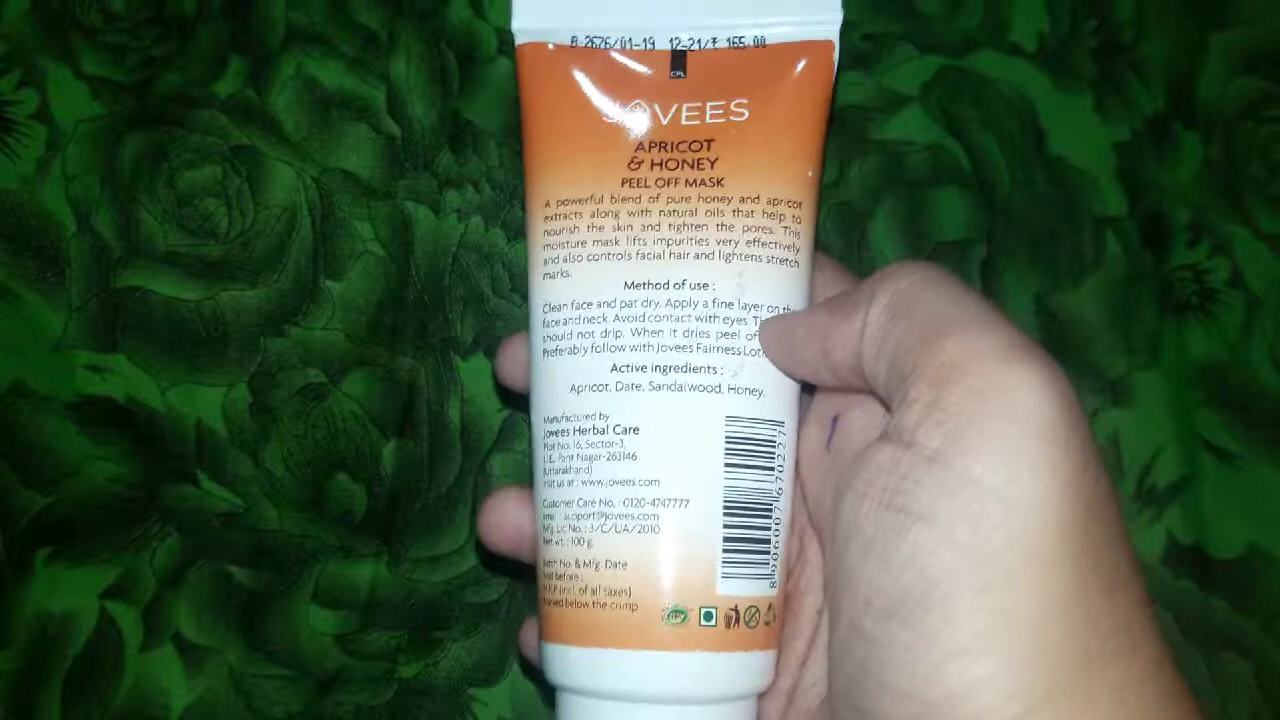 B-2676/01-19 12-21/₹ 165.00
CPL
JOVEES
APRICOT
& HONEY
PEEL OFF MASK
A powerful blend of pure honey and apricot
extracts along with natural oils that help to
nourish the skin and tighten the pores. This
moisture mask lifts impurities very effectively
and also controls facial hair and lightens stretch
marks.
Method of use :
Clean face and pat dry. Apply a fine layer on the
face and neck. Avoid contact with eyes.
should not drip. When it dries peel
Preferably follow with Jovees Fairness
Active ingredients :
Apricot, Date, Sandalwood, Honey.
Manufactured by
Jovees Herbal Care
Plot No. 16, Sector-3,
I.I.E. Pant Nagar-263146
(Uttarakhand)
visit us at : www.jovees.com
Customer Care No. : 0120-4747777
support@jovees.com
Mfg. Lic No. : 3/C/UA/2010
Net wt. : 100 g.
Batch No. & Mfg. Date
before :
M.R.P (incl. of all taxes)
below the crimp
8 906007 670227